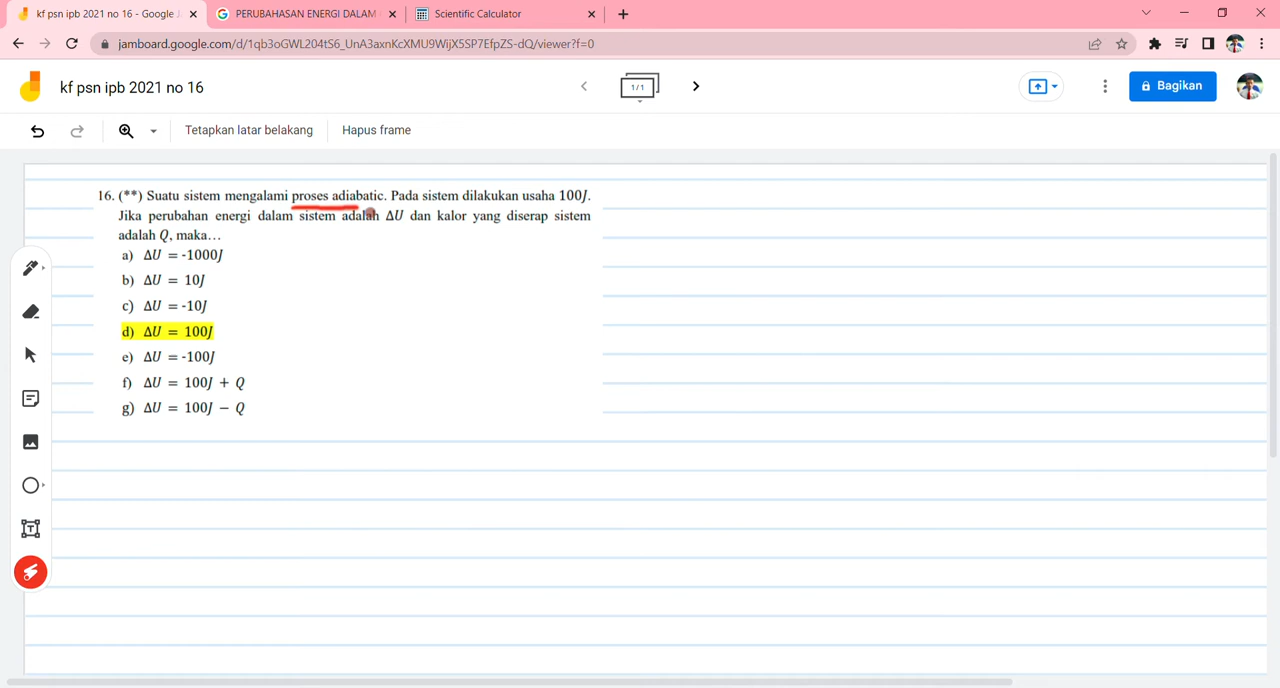 kf psn ipb 2021 no 16 - Google J
PERUBAHASAN ENERGI DALAM
Scientific Calculator
jamboard.google.com/d/1qb3oGWL204tS6_UnA3axnKcXMU9WijX5SP7EfpZS-dQ/viewer?f=0
kf psn ipb 2021 no 16
1/1
Bagikan
Tetapkan latar belakang
Hapus frame
16. (**) Suatu sistem mengalami proses adiabatic. Pada sistem dilakukan usaha 100J.
Jika perubahan energi dalam sistem adalah ΔU dan kalor yang diserap sistem
adalah Q, maka…
a) ΔU = -1000J
b) ΔU = 10J
c) ΔU = -10J
d) ΔU = 100J
e) ΔU = -100J
f) ΔU = 100J + Q
g) ΔU = 100J − Q